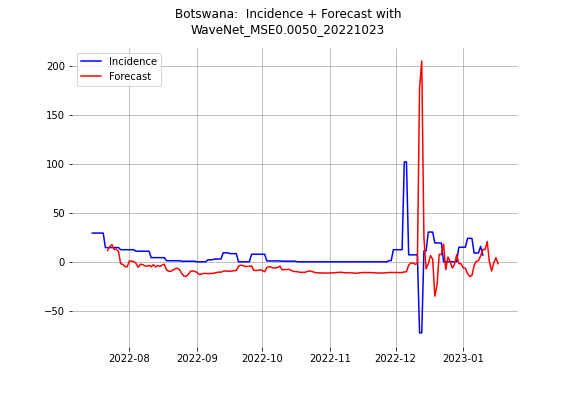 Botswana:  Incidence + Forecast with
WaveNet_MSE0.0050_20221023
Incidence
Forecast
200
150
100
50
0
−50
2022-08 2022-09 2022-10 2022-11 2022-12 2023-01